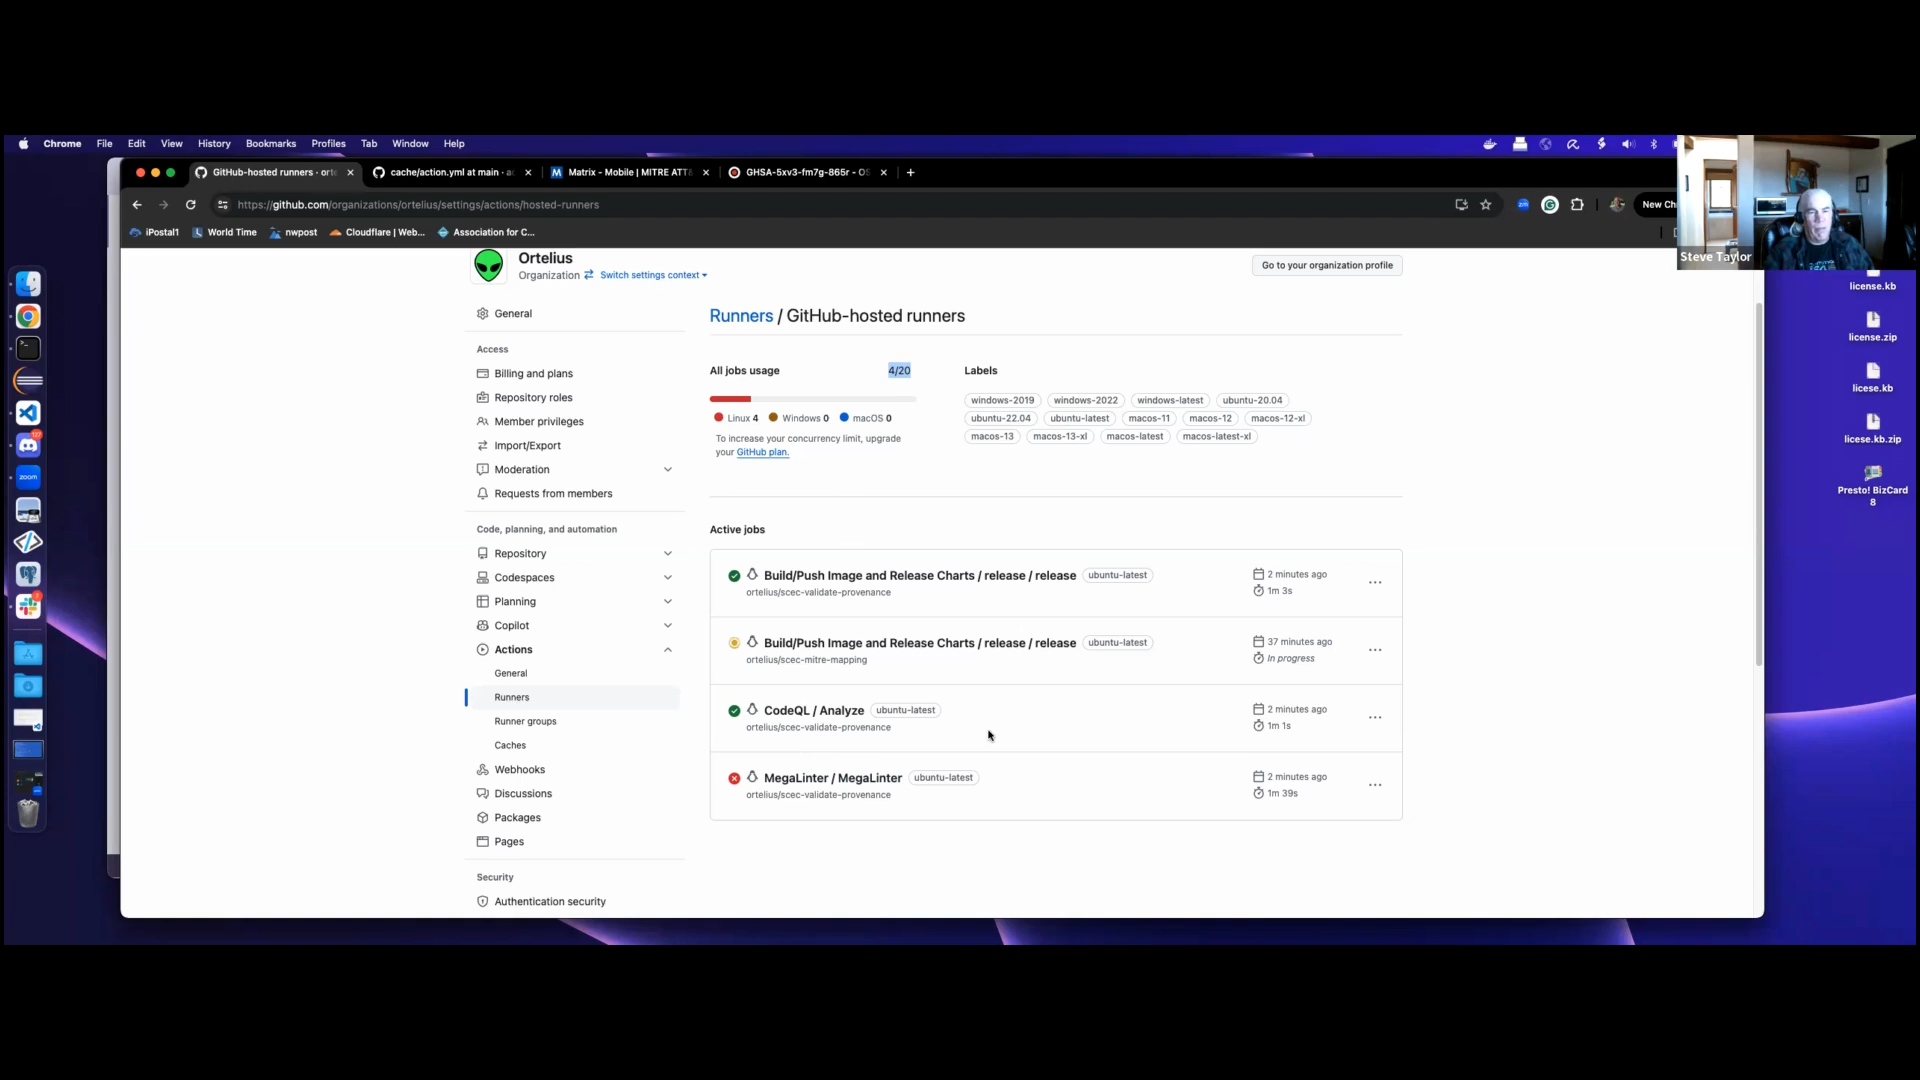 Chrome File Edit View History Bookmarks Profiles Tab Window Help
GitHub-hosted runners · orte
cache/action.yml at main · a
Matrix - Mobile | MITRE ATT&
GHSA-5xv3-fm7g-865r - OS
https://github.com/organizations/ortelius/settings/actions/hosted-runners
New Ch
iPostal1 World Time nwpost Cloudflare | Web... Association for C...
Steve Taylor
Ortelius
Organization Switch settings context
Go to your organization profile
General
Access
Billing and plans
Repository roles
Member privileges
Import/Export
Moderation
Requests from members
Code, planning, and automation
Repository
Codespaces
Planning
Copilot
Actions
General
Runners
Runner groups
Caches
Webhooks
Discussions
Packages
Pages
Security
Authentication security
Runners / GitHub-hosted runners
All jobs usage 4/20
Linux 4 Windows 0 macOS 0
To increase your concurrency limit, upgrade
your GitHub plan.
Labels
windows-2019 windows-2022 windows-latest ubuntu-20.04
ubuntu-22.04 ubuntu-latest macos-11 macos-12 macos-12-xl
macos-13 macos-13-xl macos-latest macos-latest-xl
Active jobs
Build/Push Image and Release Charts / release / release ubuntu-latest
ortelius/scec-validate-provenance
2 minutes ago
1m 3s
Build/Push Image and Release Charts / release / release ubuntu-latest
ortelius/scec-mitre-mapping
37 minutes ago
In progress
CodeQL / Analyze ubuntu-latest
ortelius/scec-validate-provenance
2 minutes ago
1m 1s
MegaLinter / MegaLinter ubuntu-latest
ortelius/scec-validate-provenance
2 minutes ago
1m 39s
license.kb
license.zip
licese.kb
licese.kb.zip
Presto! BizCard
8
zoom